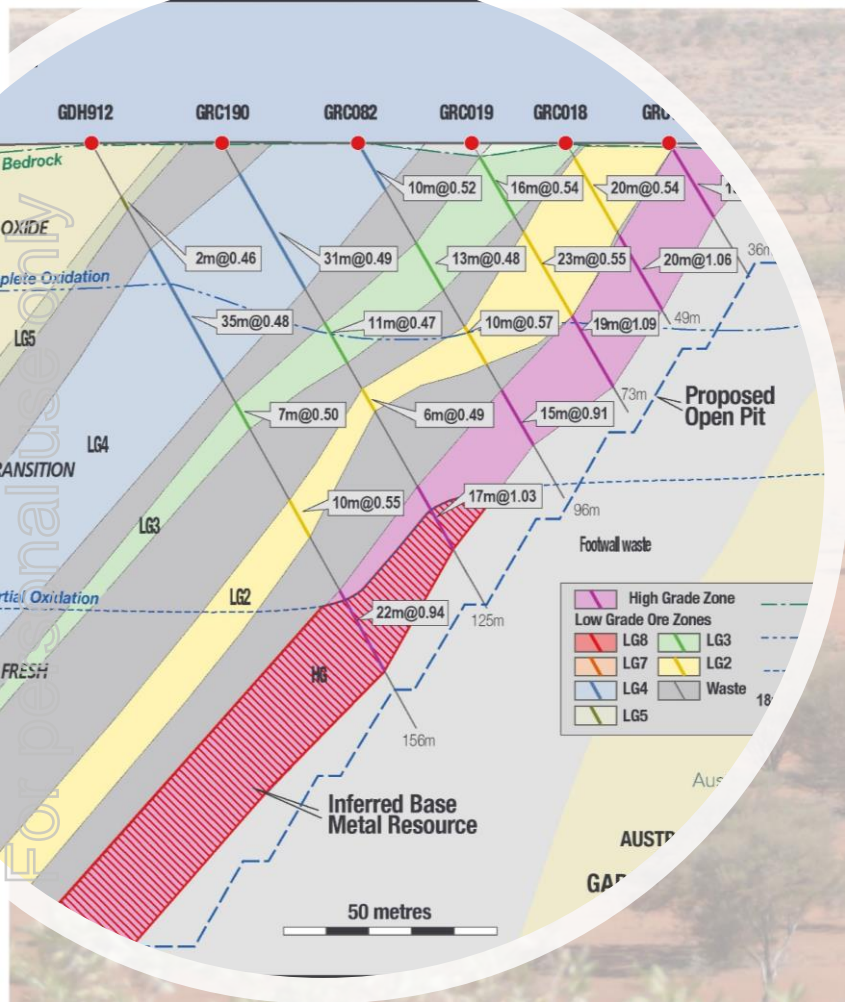 GDH912
GRC190
GRC082
GRC019
GRC018
Bedrock
10m@0.52
16m@0.54
20m@0.54
OXIDE
36m
2m@0.46
31m@0.49
13m@0.48
23m@0.55
20m@1.06
plete Oxidation
35m@0.48
11m@0.47
10m@0.57
19m@1.09
49m
LG5
Proposed
Open Pit
73m
7m@0.50
6m@0.49
15m@0.91
LG4
RANSITION
10m@0.55
17m@1.03
96m
LG3
Footwall waste
rtial Oxidation
LG2
22m@0.94
125m
High Grade Zone
Low Grade Ore Zones
LG8
LG3
LG7
LG2
LG4
Waste
LG5
FRESH
HG
156m
Inferred Base
Metal Resource
50 metres
For personal use only